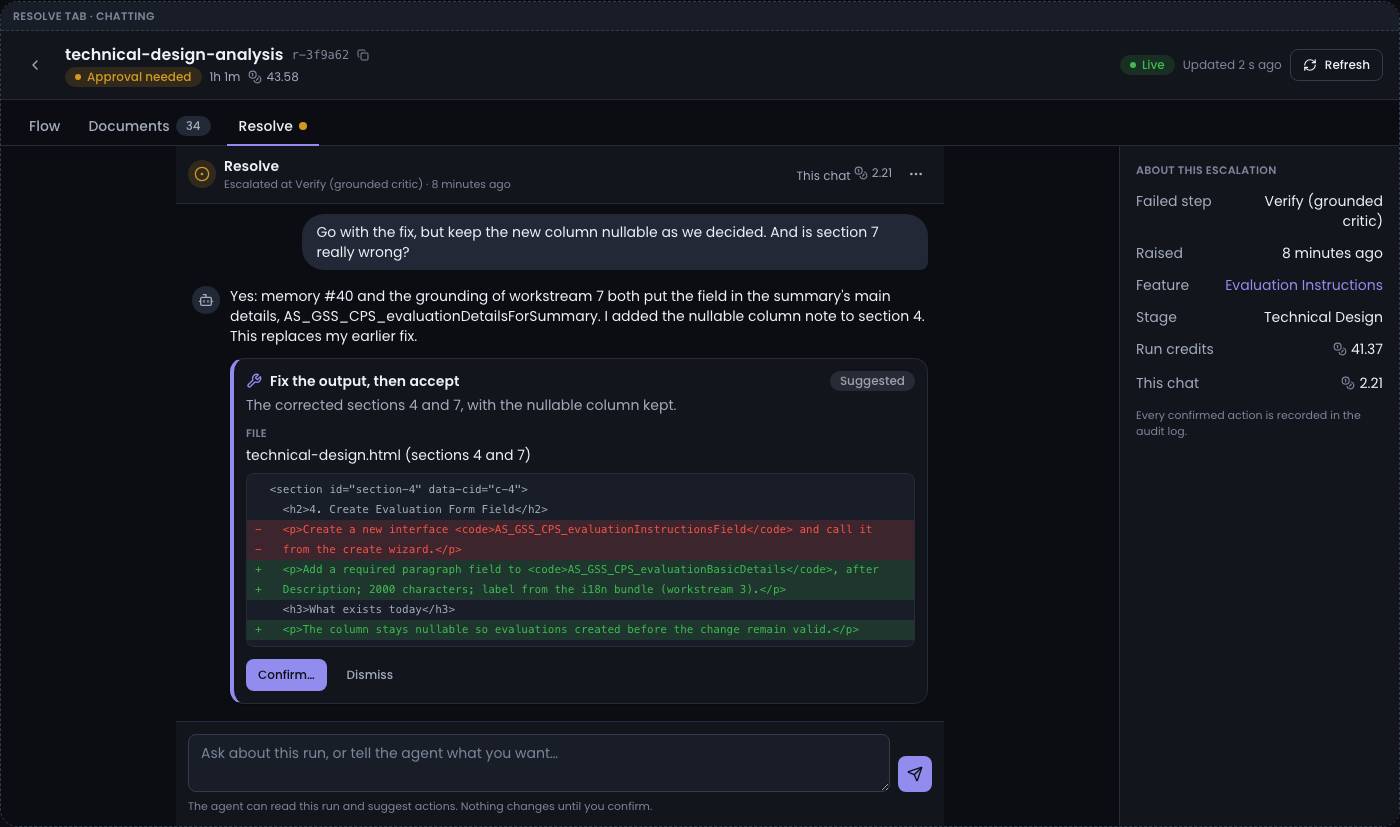 RESOLVE TAB · CHATTING
technical-design-analysis r-3f9a62
Approval needed 1h 1m 43.58
Live Updated 2 s ago Refresh
Flow Documents 34 Resolve
Resolve
Escalated at Verify (grounded critic) · 8 minutes ago
This chat 2.21
Go with the fix, but keep the new column nullable as we decided. And is section 7
really wrong?
Yes: memory #40 and the grounding of workstream 7 both put the field in the summary's main
details, AS_GSS_CPS_evaluationDetailsForSummary. I added the nullable column note to section 4.
This replaces my earlier fix.
Fix the output, then accept Suggested
The corrected sections 4 and 7, with the nullable column kept.
FILE
technical-design.html (sections 4 and 7)
<section id="section-4" data-cid="c-4">
<h2>4. Create Evaluation Form Field</h2>
− <p>Create a new interface <code>AS_GSS_CPS_evaluationInstructionsField</code> and call it
− from the create wizard.</p>
+ <p>Add a required paragraph field to <code>AS_GSS_CPS_evaluationBasicDetails</code>, after
+ Description; 2000 characters; label from the i18n bundle (workstream 3).</p>
<h3>What exists today</h3>
+ <p>The column stays nullable so evaluations created before the change remain valid.</p>
Confirm… Dismiss
Ask about this run, or tell the agent what you want…
The agent can read this run and suggest actions. Nothing changes until you confirm.
ABOUT THIS ESCALATION
Failed step Verify (grounded
critic)
Raised 8 minutes ago
Feature Evaluation Instructions
Stage Technical Design
Run credits 41.37
This chat 2.21
Every confirmed action is recorded in the
audit log.